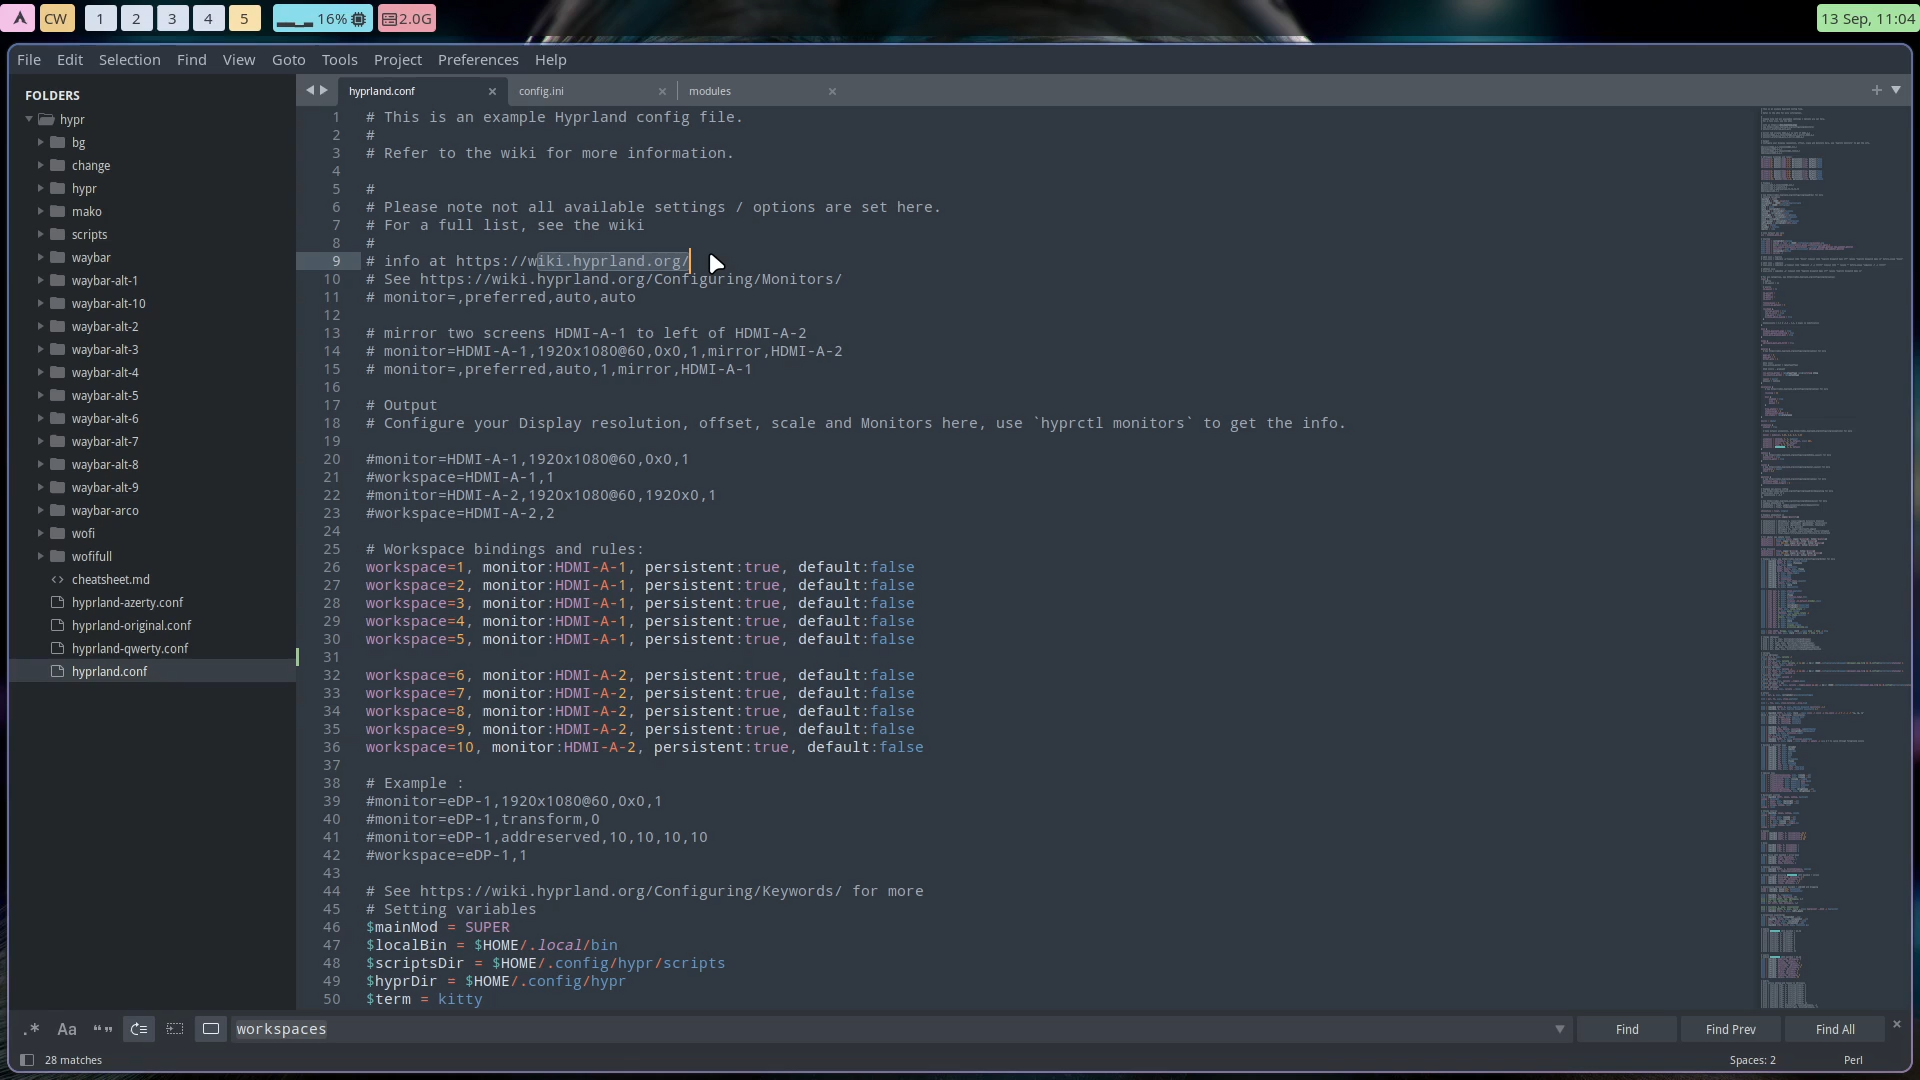 CW 1 2 3 4 5 16% 2.0G 13 Sep, 11:04
File Edit Selection Find View Goto Tools Project Preferences Help
FOLDERS
hypr
bg
change
hypr
mako
scripts
waybar
waybar-alt-1
waybar-alt-10
waybar-alt-2
waybar-alt-3
waybar-alt-4
waybar-alt-5
waybar-alt-6
waybar-alt-7
waybar-alt-8
waybar-alt-9
waybar-arco
wofi
wofifull
cheatsheet.md
hyprland-azerty.conf
hyprland-original.conf
hyprland-qwerty.conf
hyprland.conf
hyprland.conf config.ini modules
1 # This is an example Hyprland config file.
2 #
3 # Refer to the wiki for more information.
4
5 #
6 # Please note not all available settings / options are set here.
7 # For a full list, see the wiki
8 #
9 # info at https://wiki.hyprland.org/
10 # See https://wiki.hyprland.org/Configuring/Monitors/
11 # monitor=,preferred,auto,auto
12
13 # mirror two screens HDMI-A-1 to left of HDMI-A-2
14 # monitor=HDMI-A-1,1920x1080@60,0x0,1,mirror,HDMI-A-2
15 # monitor=,preferred,auto,1,mirror,HDMI-A-1
16
17 # Output
18 # Configure your Display resolution, offset, scale and Monitors here, use `hyprctl monitors` to get the info.
19
20 #monitor=HDMI-A-1,1920x1080@60,0x0,1
21 #workspace=HDMI-A-1,1
22 #monitor=HDMI-A-2,1920x1080@60,1920x0,1
23 #workspace=HDMI-A-2,2
24
25 # Workspace bindings and rules:
26 workspace=1, monitor:HDMI-A-1, persistent:true, default:false
27 workspace=2, monitor:HDMI-A-1, persistent:true, default:false
28 workspace=3, monitor:HDMI-A-1, persistent:true, default:false
29 workspace=4, monitor:HDMI-A-1, persistent:true, default:false
30 workspace=5, monitor:HDMI-A-1, persistent:true, default:false
31
32 workspace=6, monitor:HDMI-A-2, persistent:true, default:false
33 workspace=7, monitor:HDMI-A-2, persistent:true, default:false
34 workspace=8, monitor:HDMI-A-2, persistent:true, default:false
35 workspace=9, monitor:HDMI-A-2, persistent:true, default:false
36 workspace=10, monitor:HDMI-A-2, persistent:true, default:false
37
38 # Example :
39 #monitor=eDP-1,1920x1080@60,0x0,1
40 #monitor=eDP-1,transform,0
41 #monitor=eDP-1,addreserved,10,10,10,10
42 #workspace=eDP-1,1
43
44 # See https://wiki.hyprland.org/Configuring/Keywords/ for more
45 # Setting variables
46 $mainMod = SUPER
47 $localBin = $HOME/.local/bin
48 $scriptsDir = $HOME/.config/hypr/scripts
49 $hyprDir = $HOME/.config/hypr
50 $term = kitty
.* Aa “” workspaces Find Find Prev Find All
28 matches Spaces: 2 Perl